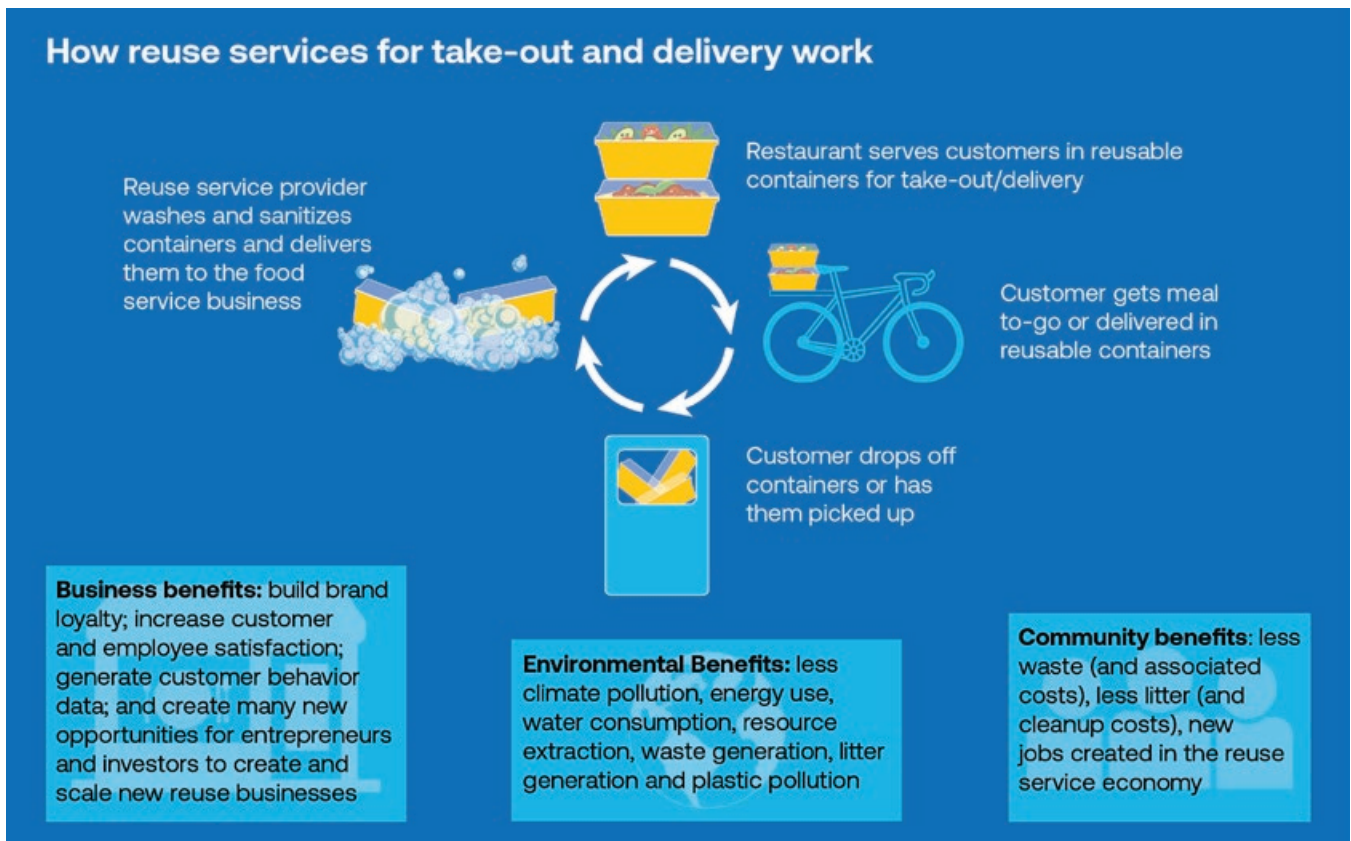 How reuse services for take-out and delivery work
Restaurant serves customers in reusable
containers for take-out/delivery
Reuse service provider
washes and sanitizes
containers and delivers
them to the food
service business
Customer gets meal
to-go or delivered in
reusable containers
Customer drops off
containers or has
them picked up
Business benefits: build brand
loyalty; increase customer
and employee satisfaction;
generate customer behavior
data; and create many new
opportunities for entrepreneurs
and investors to create and
scale new reuse businesses
Environmental Benefits: less
climate pollution, energy use,
water consumption, resource
extraction, waste generation, litter
generation and plastic pollution
Community benefits: less
waste (and associated
costs), less litter (and
cleanup costs), new
jobs created in the reuse
service economy